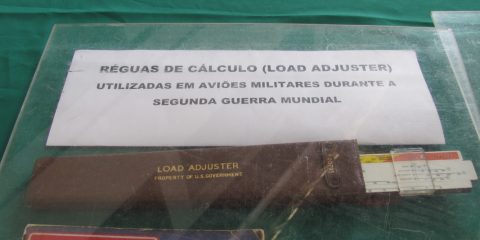 RÉGUAS DE CÁLCULO (LOAD ADJUSTER)
UTILIZADAS EM AVIÕES MILITARES DURANTE A
SEGUNDA GUERRA MUNDIAL
LOAD ADJUSTER
PROPERTY OF U.S. GOVERNMENT